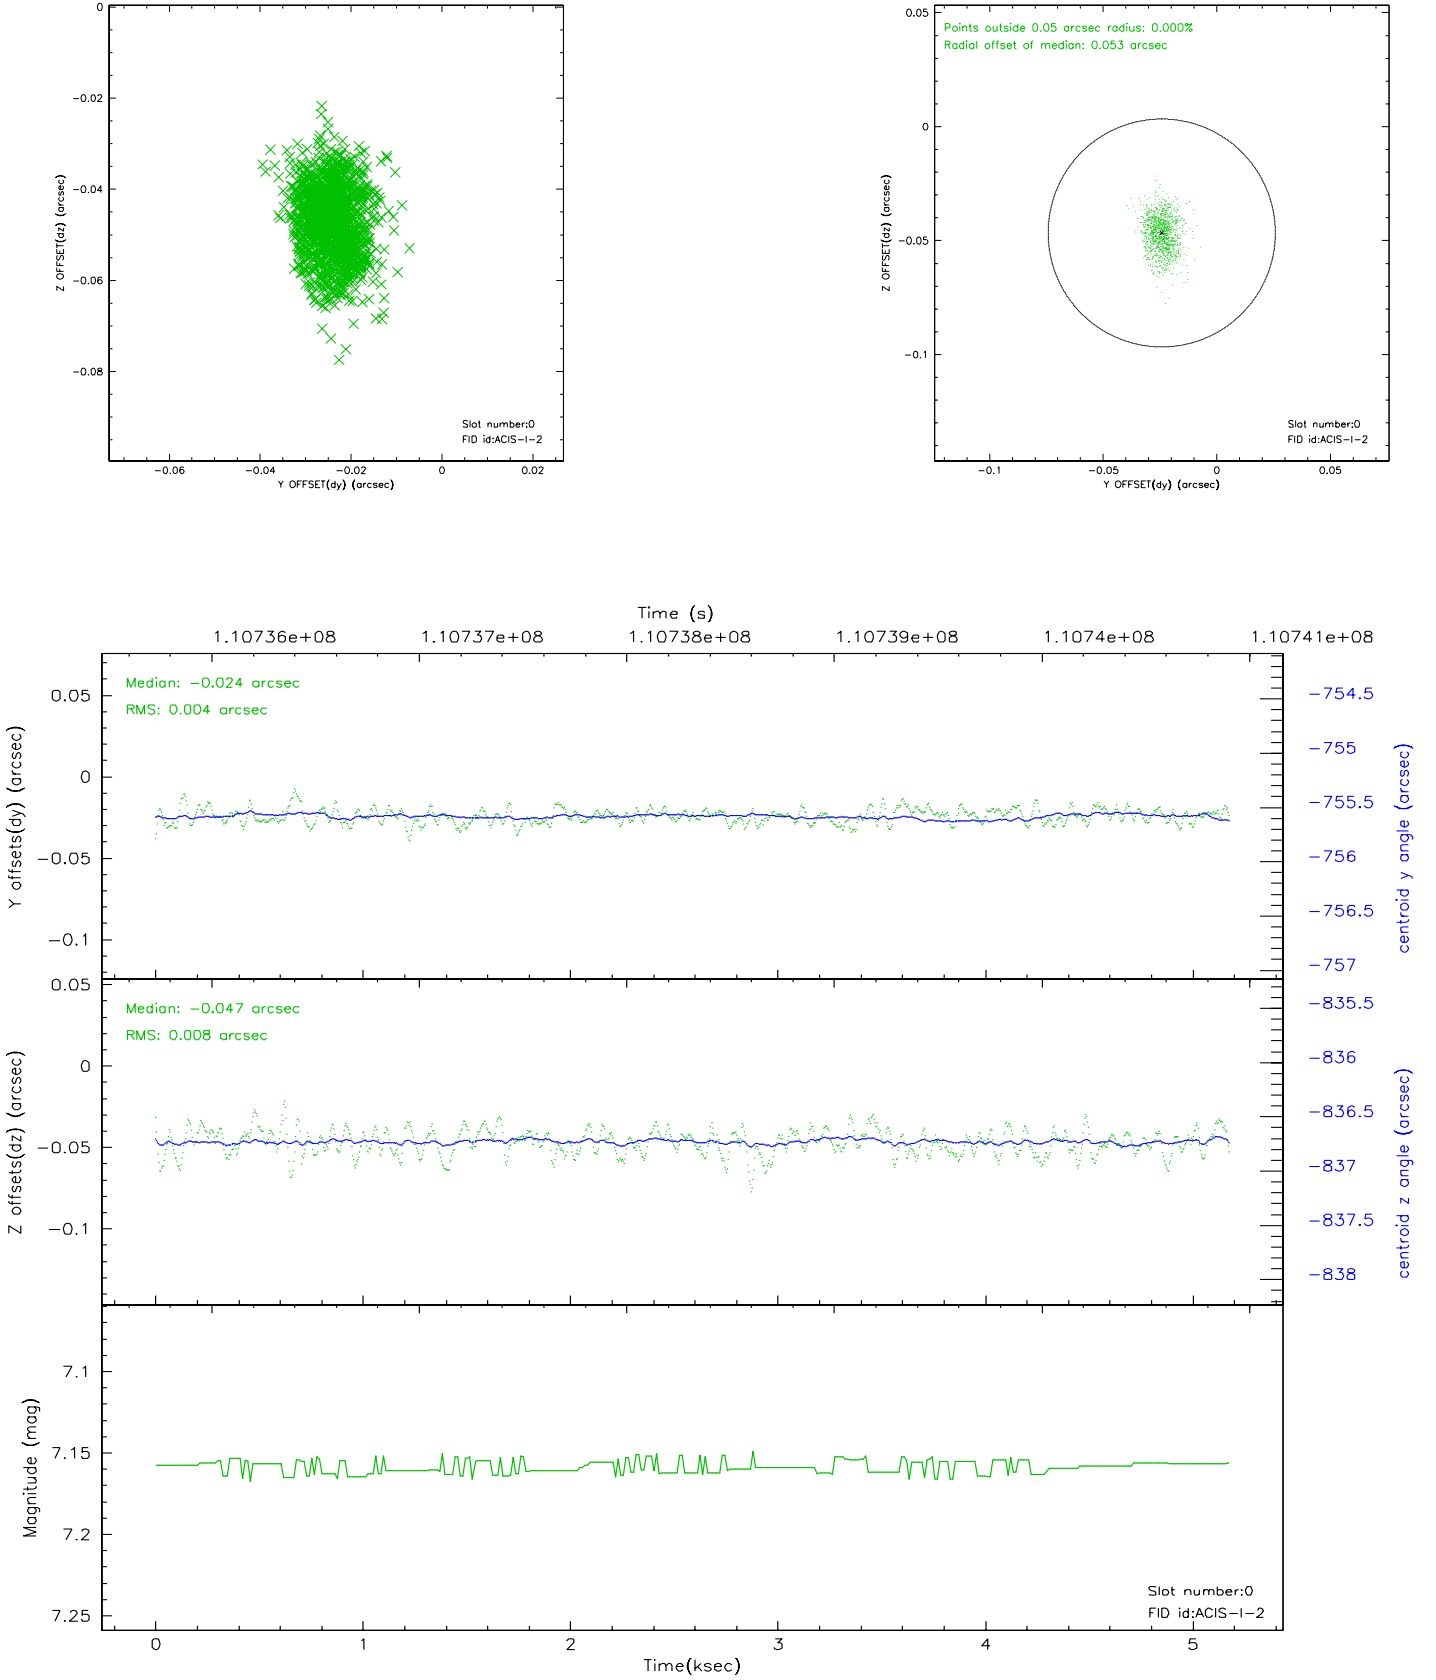 0
−0.02
−0.04
−0.06
−0.08
Z OFFSET(dz) (arcsec)
Slot number:0
FID id:ACIS−I−2
−0.06
−0.04
−0.02
0
0.02
Y OFFSET(dy) (arcsec)
0.05
0
−0.05
−0.1
Z OFFSET(dz) (arcsec)
Points outside 0.05 arcsec radius: 0.000%
Radial offset of median: 0.053 arcsec
Slot number:0
FID id:ACIS−I−2
−0.1
−0.05
0
0.05
Y OFFSET(dy) (arcsec)
Time (s)
1.10736e+08
1.10737e+08
1.10738e+08
1.10739e+08
1.1074e+08
1.10741e+08
Median: −0.024 arcsec
RMS: 0.004 arcsec
0.05
0
−0.05
−0.1
Y offsets(dy) (arcsec)
−754.5
−755
−755.5
−756
−756.5
−757
centroid y angle (arcsec)
Median: −0.047 arcsec
RMS: 0.008 arcsec
0.05
0
−0.05
−0.1
Z offsets(dz) (arcsec)
−835.5
−836
−836.5
−837
−837.5
−838
centroid z angle (arcsec)
7.1
7.15
7.2
7.25
Magnitude (mag)
Slot number:0
FID id:ACIS−I−2
0
1
2
3
4
5
Time(ksec)